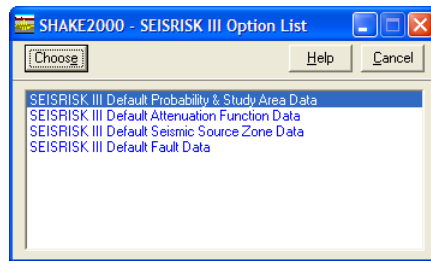 SHAKE2000 - SEISRISK III Option List
Choose Help Cancel
SEISRISK III Default Probability & Study Area Data
SEISRISK III Default Attenuation Function Data
SEISRISK III Default Seismic Source Zone Data
SEISRISK III Default Fault Data